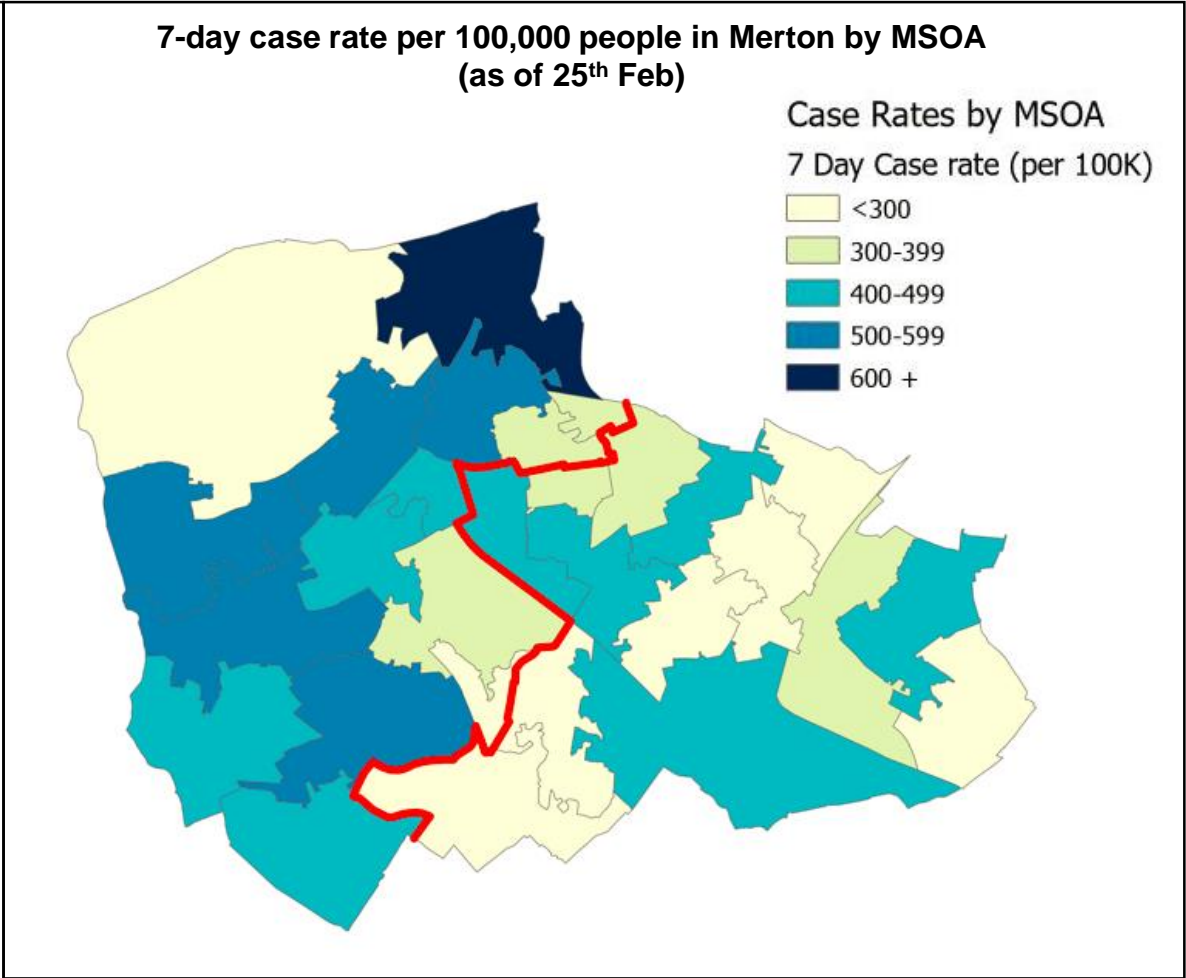 7-day case rate per 100,000 people in Merton by MSOA
(as of 25th Feb)
Case Rates by MSOA
7 Day Case rate (per 100K)
<300
300-399
400-499
500-599
600 +